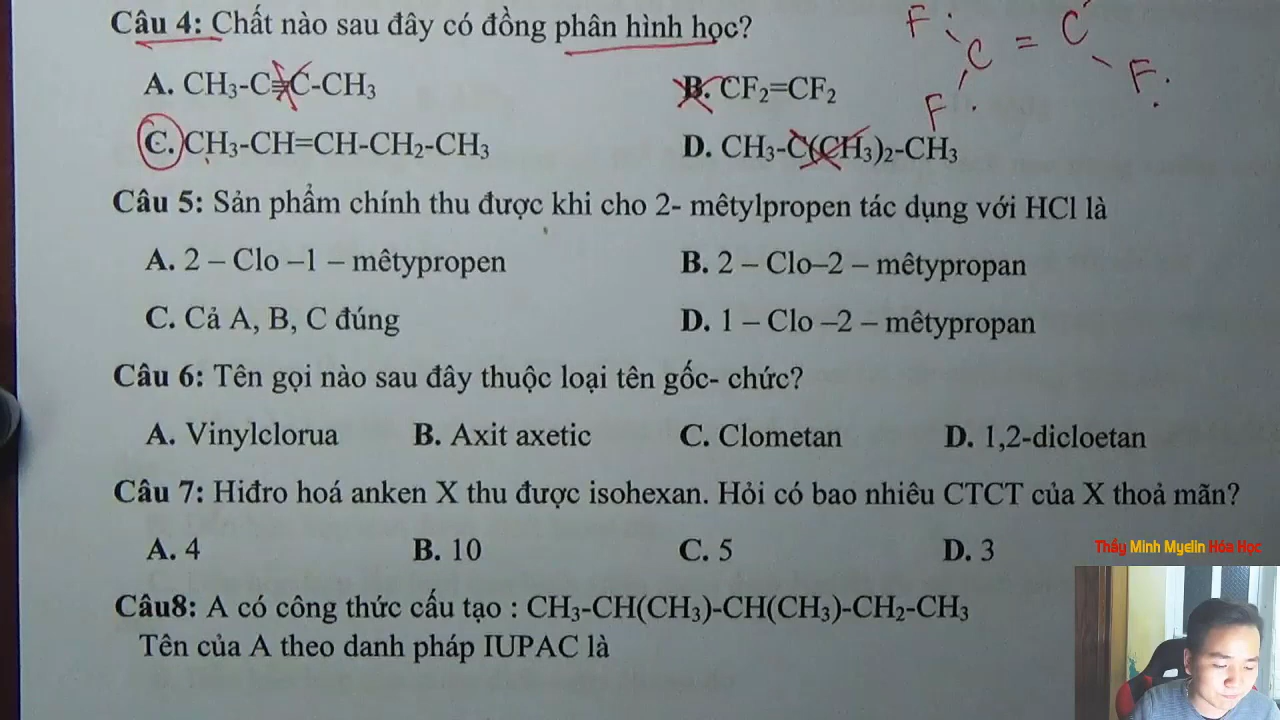 Câu 4: Chất nào sau đây có đồng phân hình học?
F C = C
F F
A. CH₃-C≡C-CH₃ B. CF₂=CF₂
C. CH₃-CH=CH-CH₂-CH₃ D. CH₃-C(CH₃)₂-CH₃
Câu 5: Sản phẩm chính thu được khi cho 2- mêtylpropen tác dụng với HCl là
A. 2 – Clo –1 – mêtypropen B. 2 – Clo–2 – mêtypropan
C. Cả A, B, C đúng D. 1 – Clo –2 – mêtypropan
Câu 6: Tên gọi nào sau đây thuộc loại tên gốc- chức?
A. Vinylclorua B. Axit axetic C. Clometan D. 1,2-dicloetan
Câu 7: Hiđro hoá anken X thu được isohexan. Hỏi có bao nhiêu CTCT của X thoả mãn?
A. 4 B. 10 C. 5 D. 3
Thầy Minh Myelin Hóa Học
Câu8: A có công thức cấu tạo : CH₃-CH(CH₃)-CH(CH₃)-CH₂-CH₃
Tên của A theo danh pháp IUPAC là